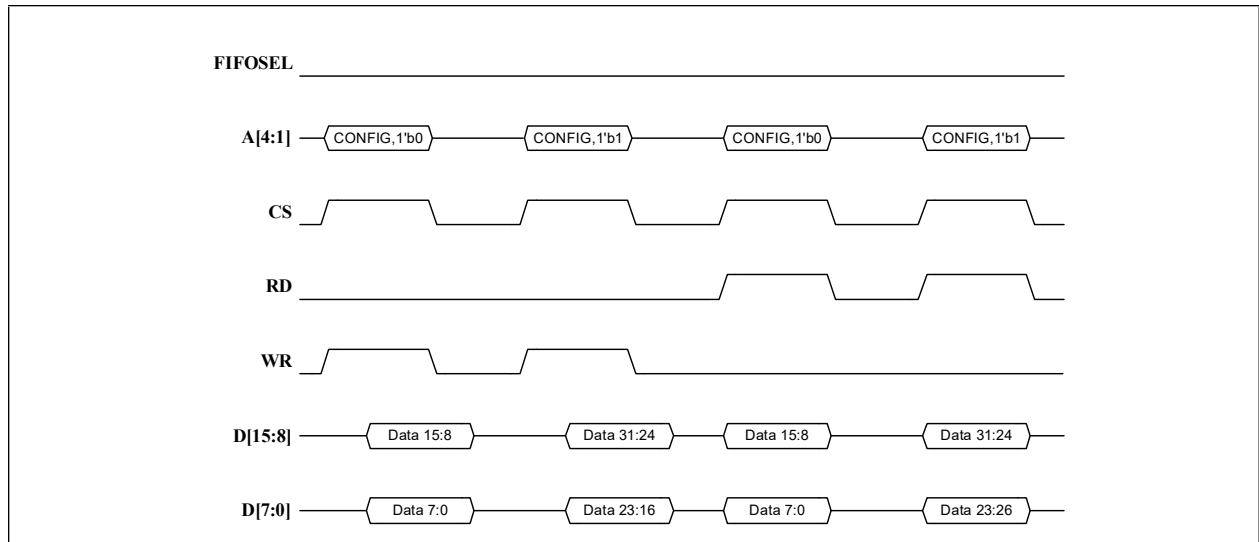 FIFOSEL
A[4:1] CONFIG,1'b0 CONFIG,1'b1 CONFIG,1'b0 CONFIG,1'b1
CS
RD
WR
D[15:8] Data 15:8 Data 31:24 Data 15:8 Data 31:24
D[7:0] Data 7:0 Data 23:16 Data 7:0 Data 23:26